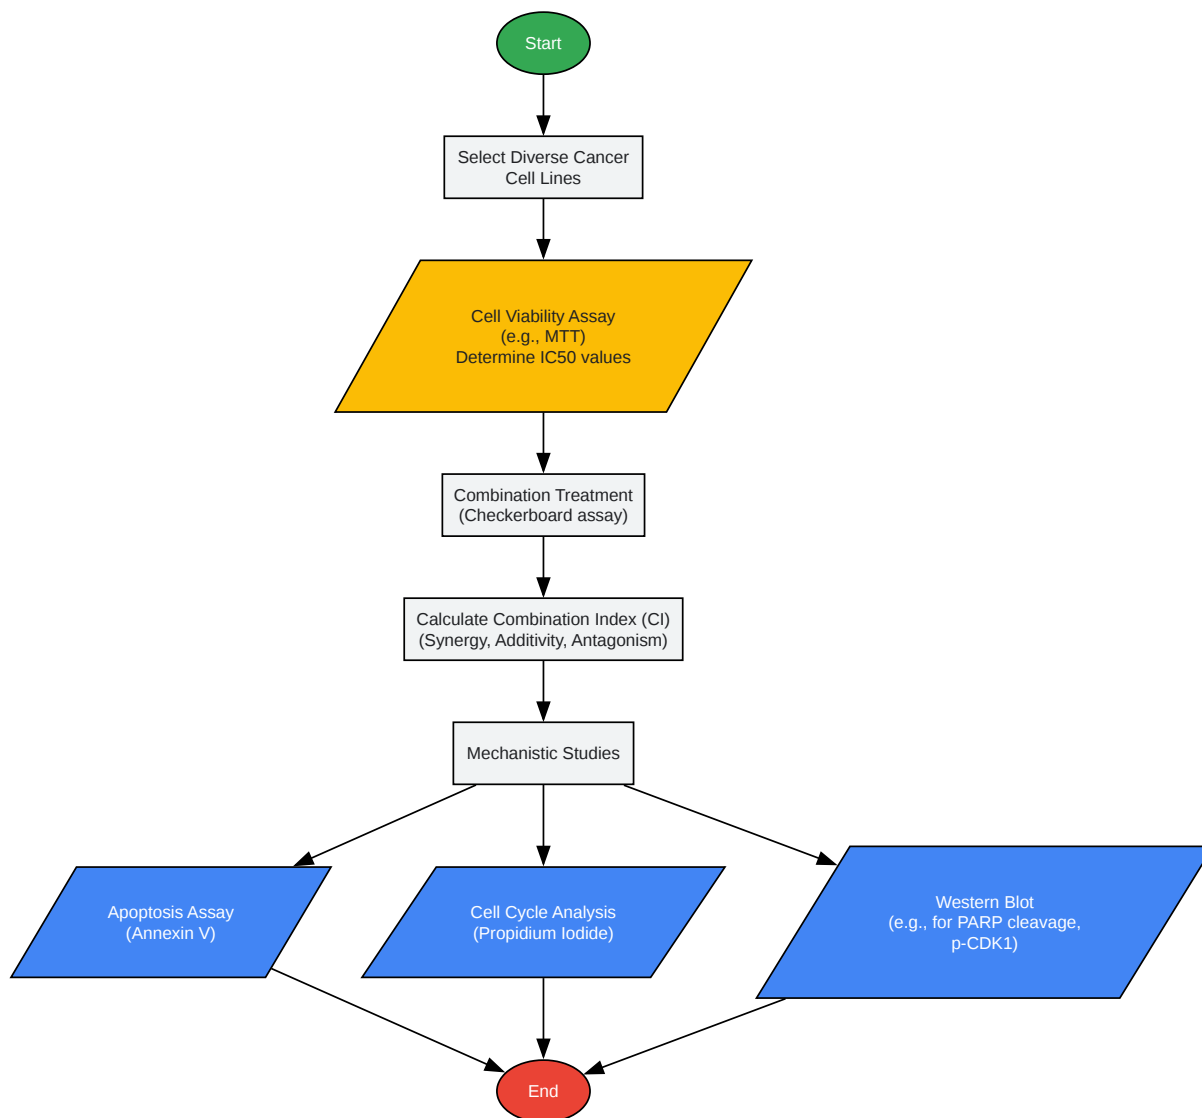 Start
Select Diverse Cancer
Cell Lines
Cell Viability Assay
(e.g., MTT)
Determine IC50 values
Combination Treatment
(Checkerboard assay)
Calculate Combination Index (CI)
(Synergy, Additivity, Antagonism)
Mechanistic Studies
Apoptosis Assay
(Annexin V)
Cell Cycle Analysis
(Propidium Iodide)
Western Blot
(e.g., for PARP cleavage,
p-CDK1)
End